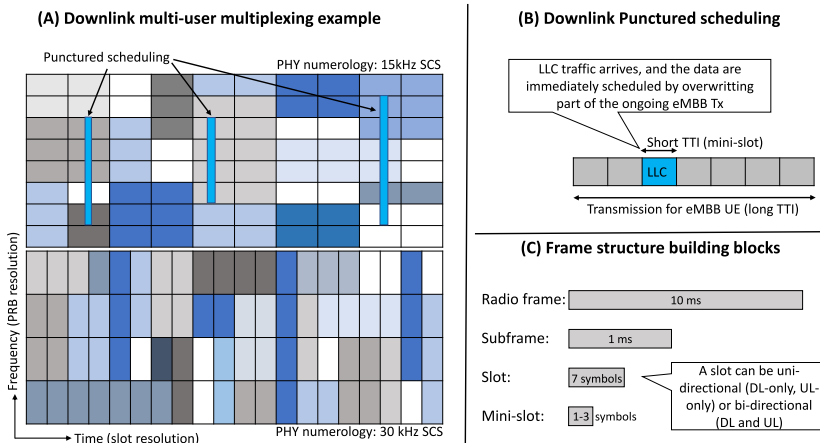 (A) Downlink multi-user multiplexing example
PHY numerology: 15kHz SCS
Punctured scheduling
Frequency (PRB resolution)
Time (slot resolution)
PHY numerology: 30 kHz SCS
(B) Downlink Punctured scheduling
LLC traffic arrives, and the data are
immediately scheduled by overwritting
part of the ongoing eMBB Tx
Short TTI (mini-slot)
LLC
Transmission for eMBB UE (long TTI)
(C) Frame structure building blocks
Radio frame:
10 ms
Subframe:
1 ms
Slot:
7 symbols
A slot can be uni-
directional (DL-only, UL-
only) or bi-directional
(DL and UL)
Mini-slot:
1-3 symbols